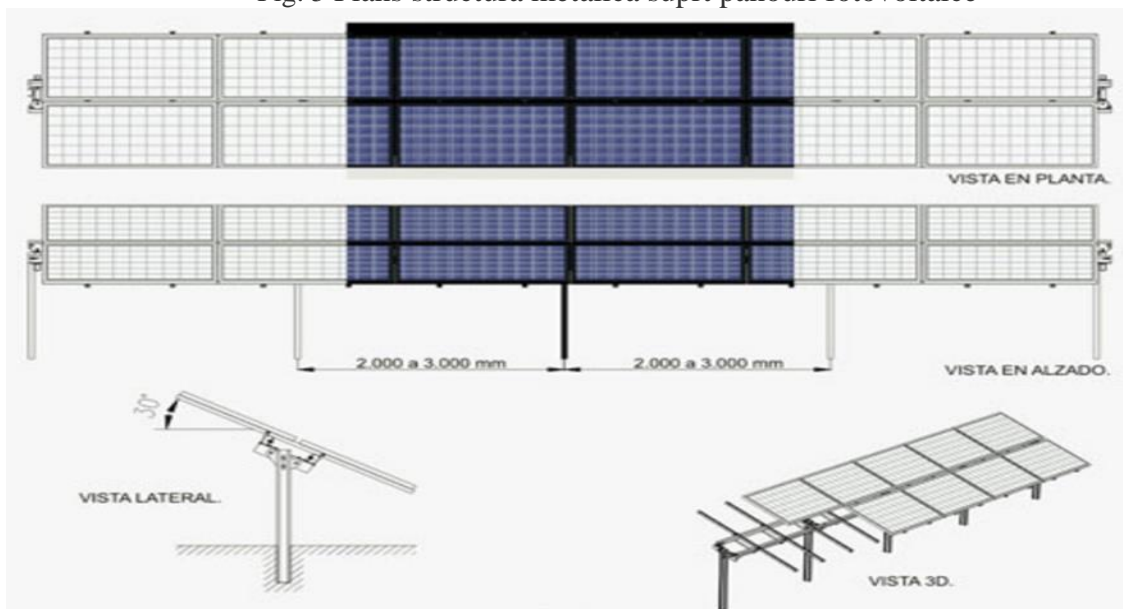 VISTA EN PLANTA.
2.000 a 3.000 mm
2.000 a 3.000 mm
VISTA EN ALZADO.
30°
VISTA LATERAL.
VISTA 3D.